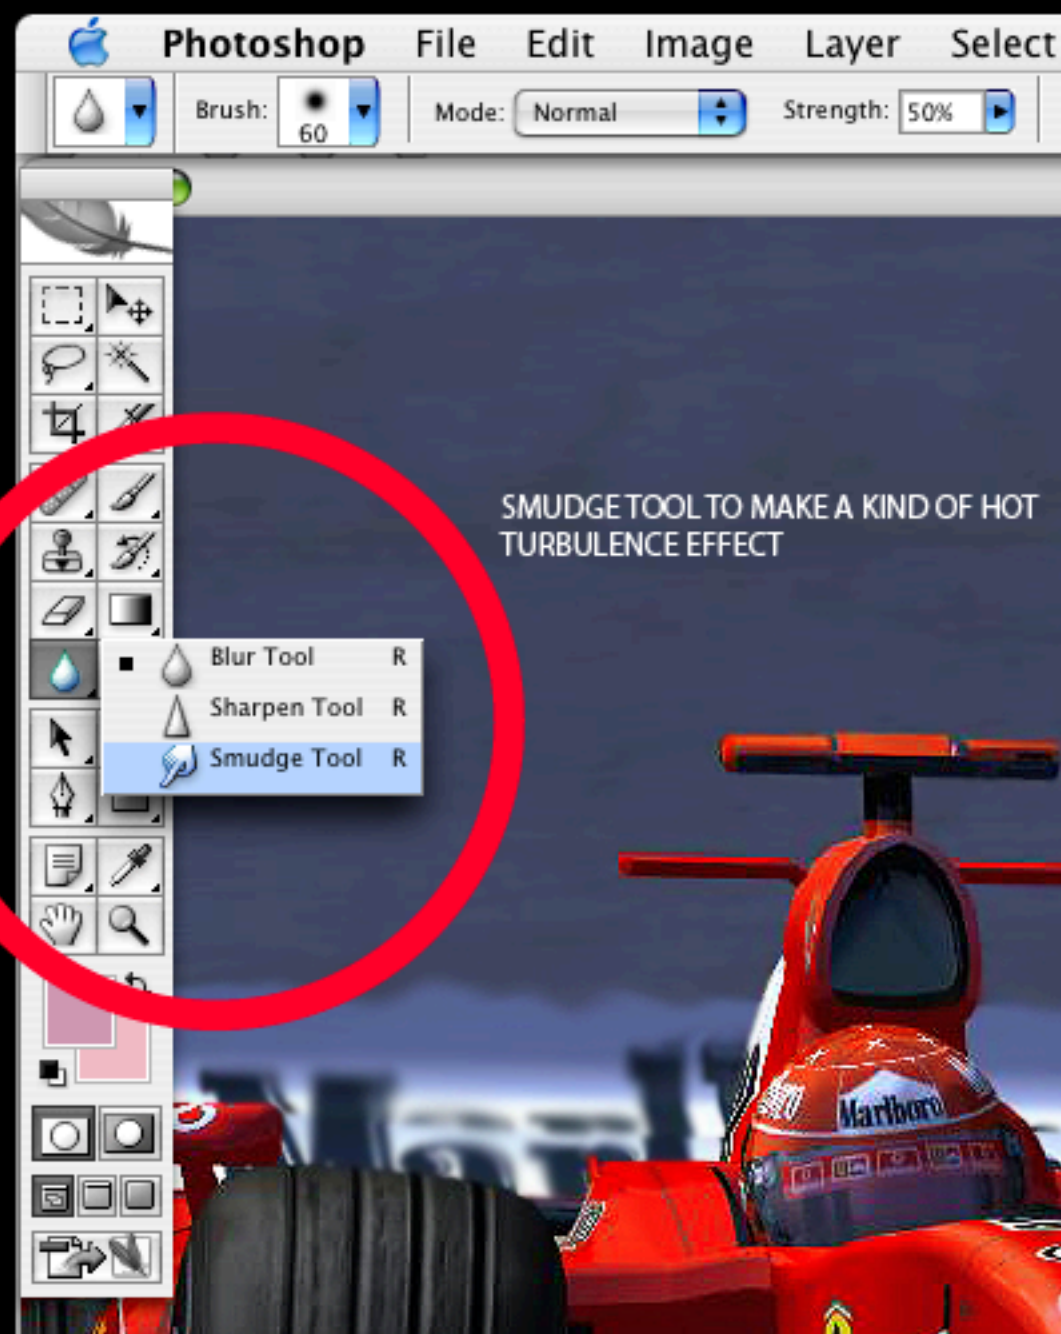 Photoshop File Edit Image Layer Select
Brush: 60 Mode: Normal Strength: 50%
SMUDGE TOOL TO MAKE A KIND OF HOT
TURBULENCE EFFECT
Blur Tool R
Sharpen Tool R
Smudge Tool R
Marlboro